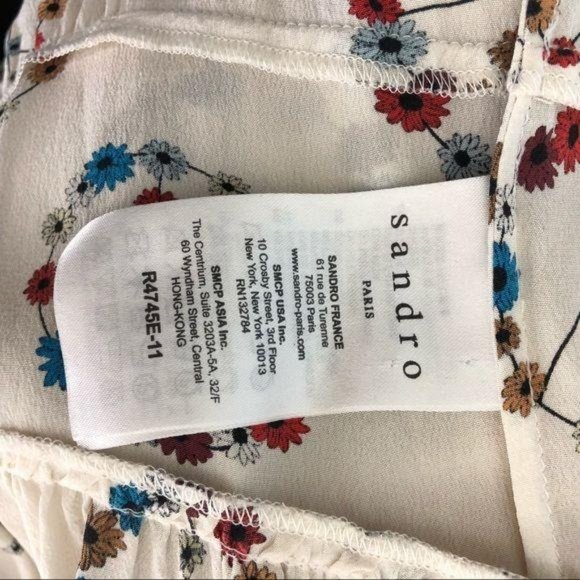 sandro
PARIS
SANDRO FRANCE
61 rue de Turenne
75003 Paris
www.sandro-paris.com
SMCP USA Inc.
10 Crosby Street, 3rd Floor
New York, New York 10013
RN132784
SMCP ASIA Inc.
The Centrium, Suite 3203A-5A, 32/F
60 Wyndham Street, Central
HONG-KONG
R4745E-11